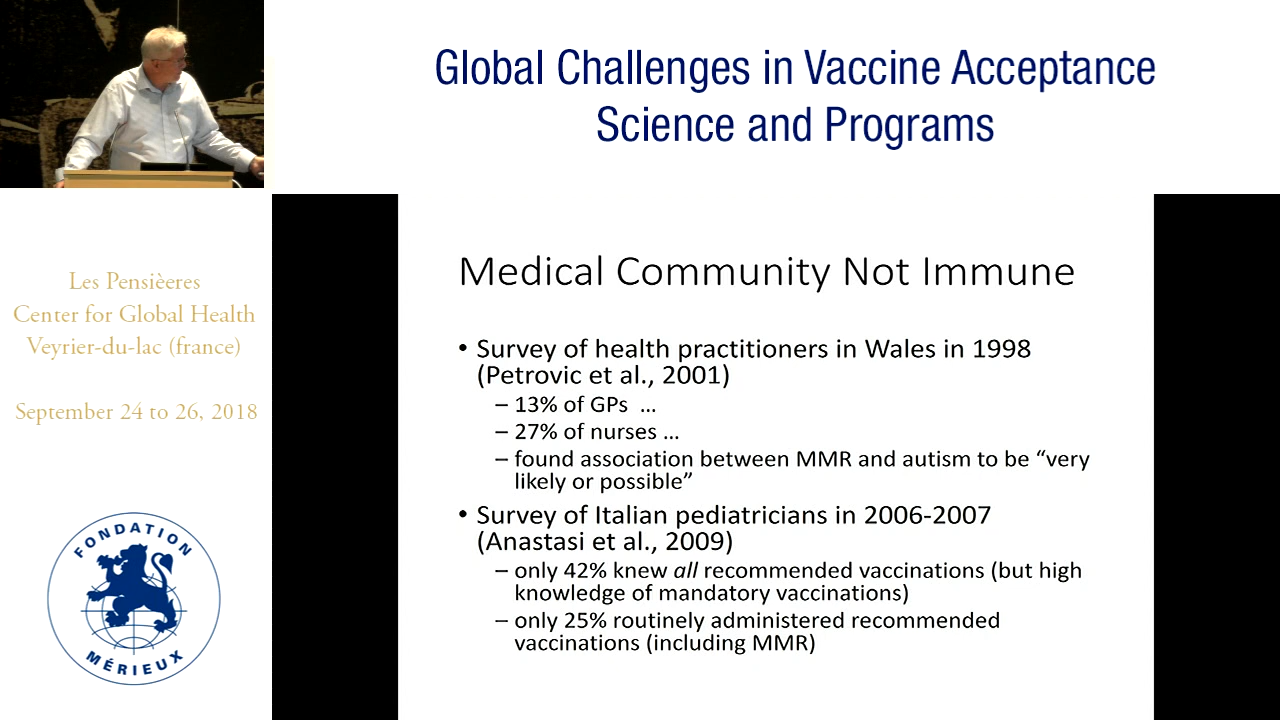 Global Challenges in Vaccine Acceptance
Science and Programs
Les Pensièeres
Center for Global Health
Veyrier-du-lac (france)
September 24 to 26, 2018
FONDATION
MÉRIEUX
Medical Community Not Immune
• Survey of health practitioners in Wales in 1998
(Petrovic et al., 2001)
– 13% of GPs ...
– 27% of nurses ...
– found association between MMR and autism to be “very
likely or possible”
• Survey of Italian pediatricians in 2006-2007
(Anastasi et al., 2009)
– only 42% knew all recommended vaccinations (but high
knowledge of mandatory vaccinations)
– only 25% routinely administered recommended
vaccinations (including MMR)